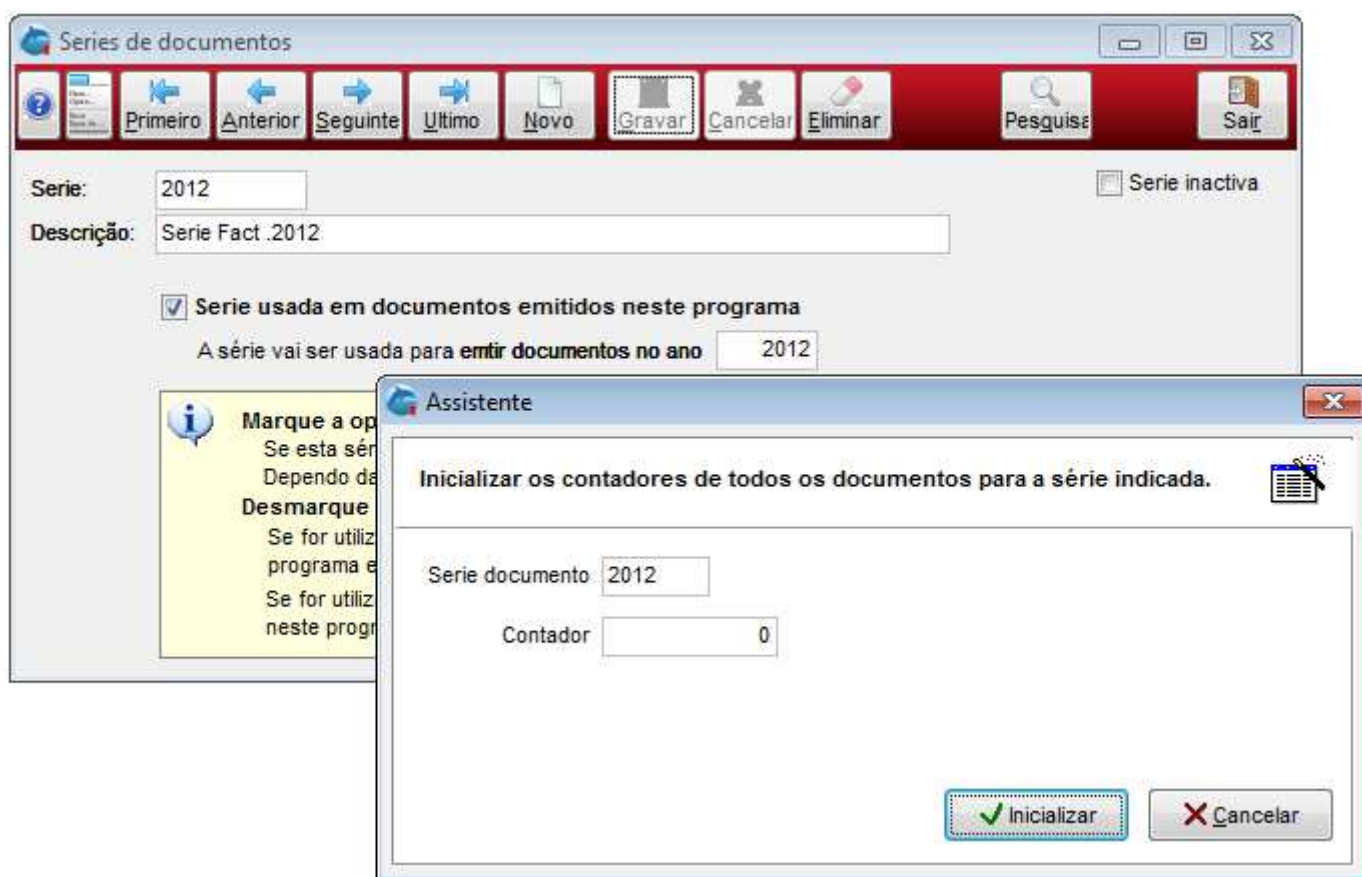 Series de documentos
Primeiro Anterior Seguinte Ultimo Novo Gravar Cancelar Eliminar Pesquisa Sair
Serie: 2012 Serie inactiva
Descrição: Serie Fact .2012
Serie usada em documentos emitidos neste programa
A série vai ser usada para emtir documentos no ano 2012
Marque a op
Se esta sér
Dependo da
Desmarque
Se for utiliz
programa e
Se for utiliz
neste progr
Assistente
Inicializar os contadores de todos os documentos para a série indicada.
Serie documento 2012
Contador 0
Inicializar Cancelar